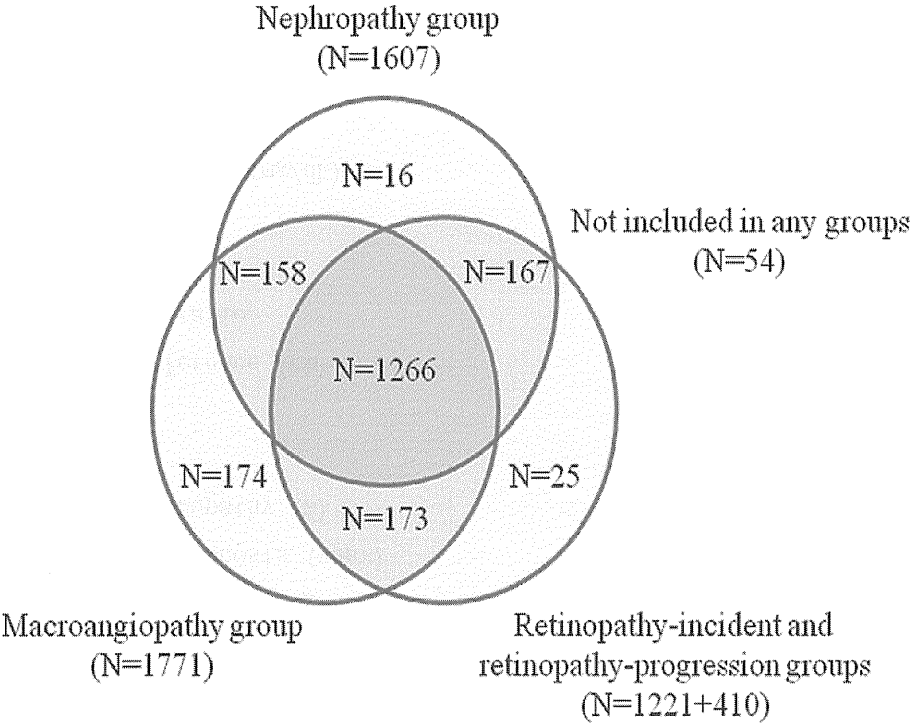 Nephropathy group
(N=1607)
N=16
Not included in any groups
(N=54)
N=158
N=167
N=1266
N=174
N=25
N=173
Macroangiopathy group
(N=1771)
Retinopathy-incident and
retinopathy-progression groups
(N=1221+410)